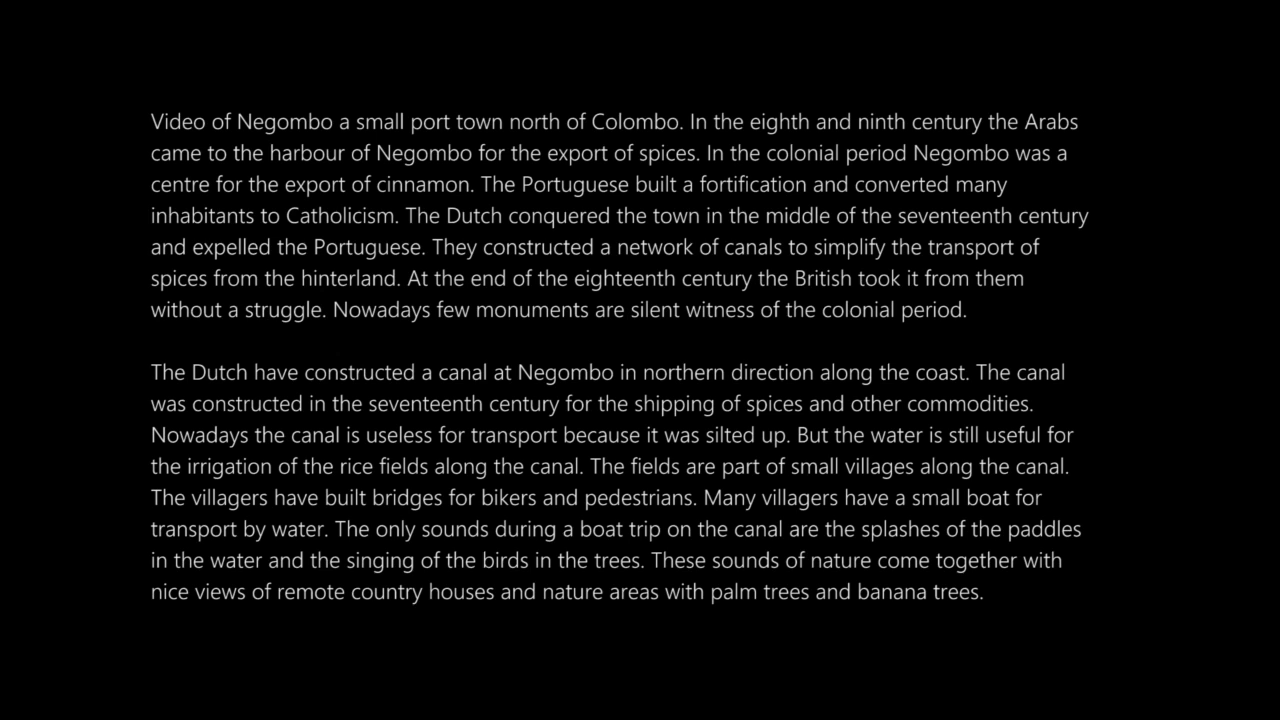 Video of Negombo a small port town north of Colombo. In the eighth and ninth century the Arabs
came to the harbour of Negombo for the export of spices. In the colonial period Negombo was a
centre for the export of cinnamon. The Portuguese built a fortification and converted many
inhabitants to Catholicism. The Dutch conquered the town in the middle of the seventeenth century
and expelled the Portuguese. They constructed a network of canals to simplify the transport of
spices from the hinterland. At the end of the eighteenth century the British took it from them
without a struggle. Nowadays few monuments are silent witness of the colonial period.
The Dutch have constructed a canal at Negombo in northern direction along the coast. The canal
was constructed in the seventeenth century for the shipping of spices and other commodities.
Nowadays the canal is useless for transport because it was silted up. But the water is still useful for
the irrigation of the rice fields along the canal. The fields are part of small villages along the canal.
The villagers have built bridges for bikers and pedestrians. Many villagers have a small boat for
transport by water. The only sounds during a boat trip on the canal are the splashes of the paddles
in the water and the singing of the birds in the trees. These sounds of nature come together with
nice views of remote country houses and nature areas with palm trees and banana trees.